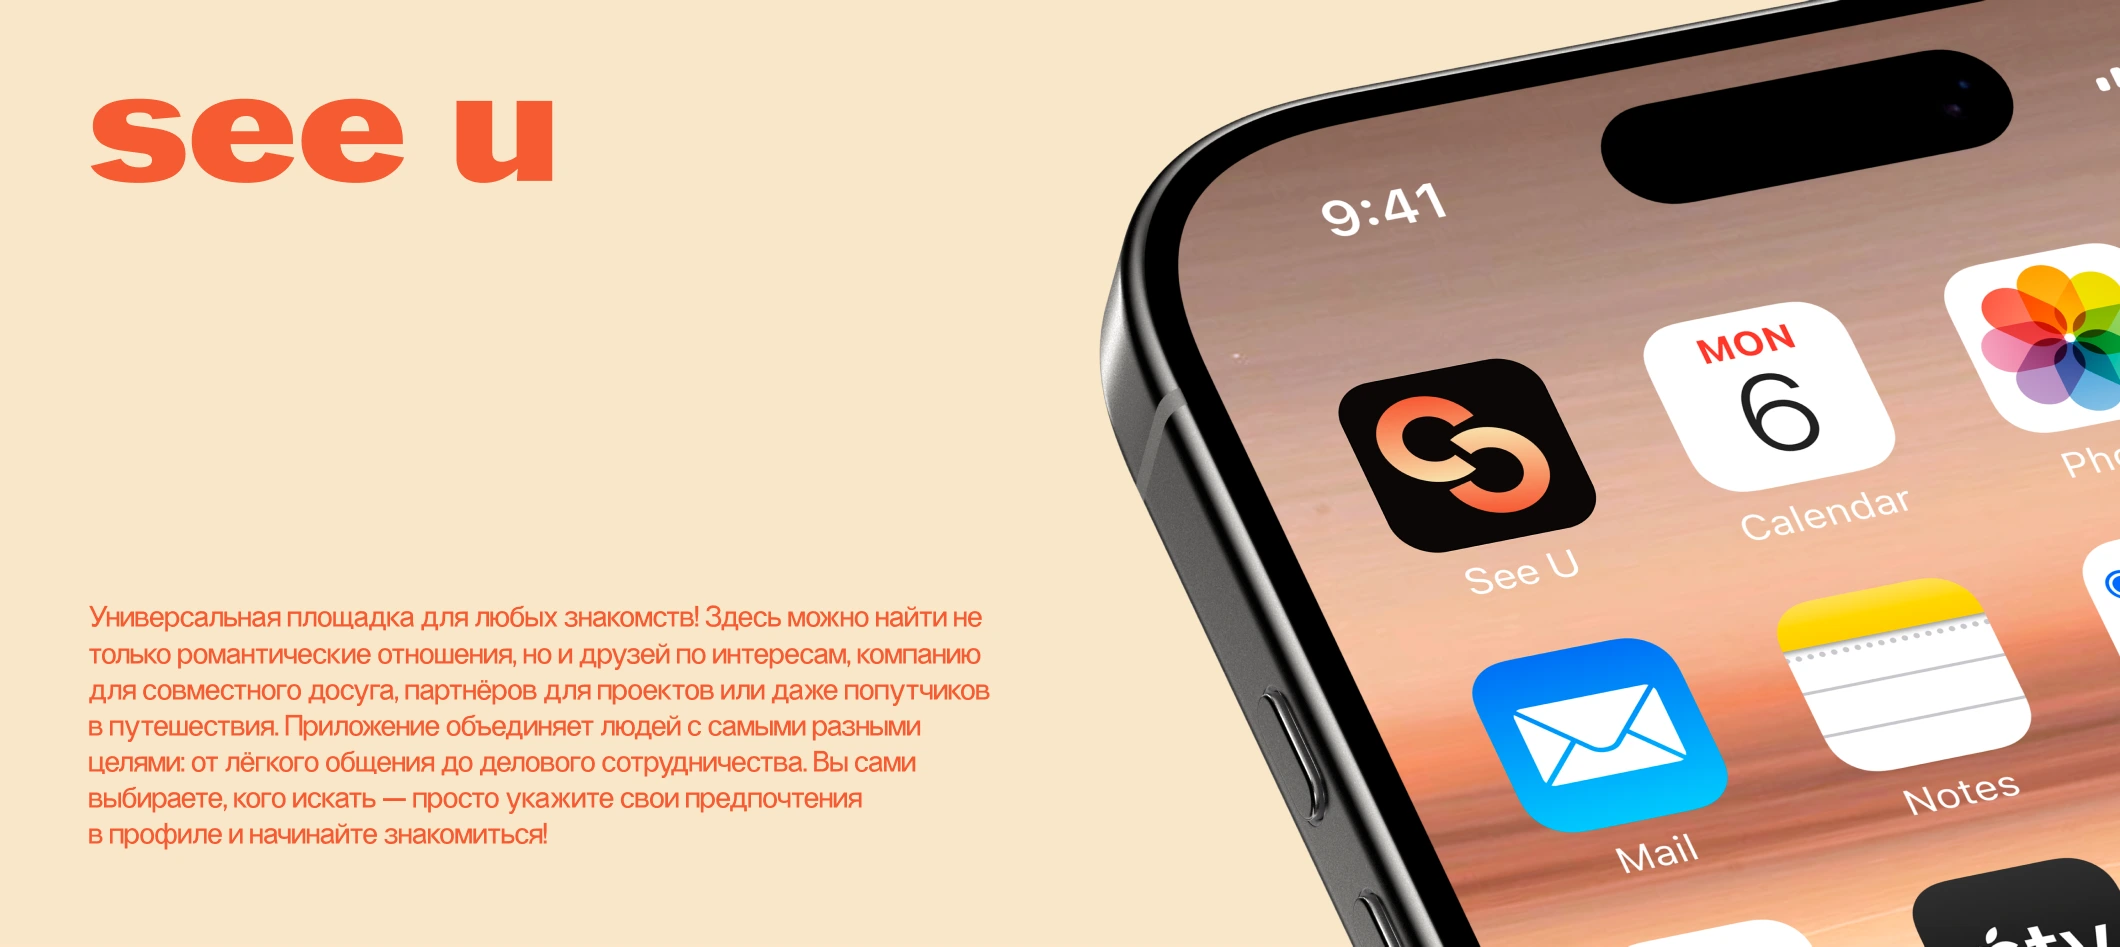 see u
Универсальная площадка для любых знакомств! Здесь можно найти не
только романтические отношения, но и друзей по интересам, компанию
для совместного досуга, партнёров для проектов или даже попутчиков
в путешествия. Приложение объединяет людей с самыми разными
целями: от лёгкого общения до делового сотрудничества. Вы сами
выбираете, кого искать — просто укажите свои предпочтения
в профиле и начинайте знакомиться!
9:41
MON
6
See U
Calendar
Pho
Mail
Notes
tv